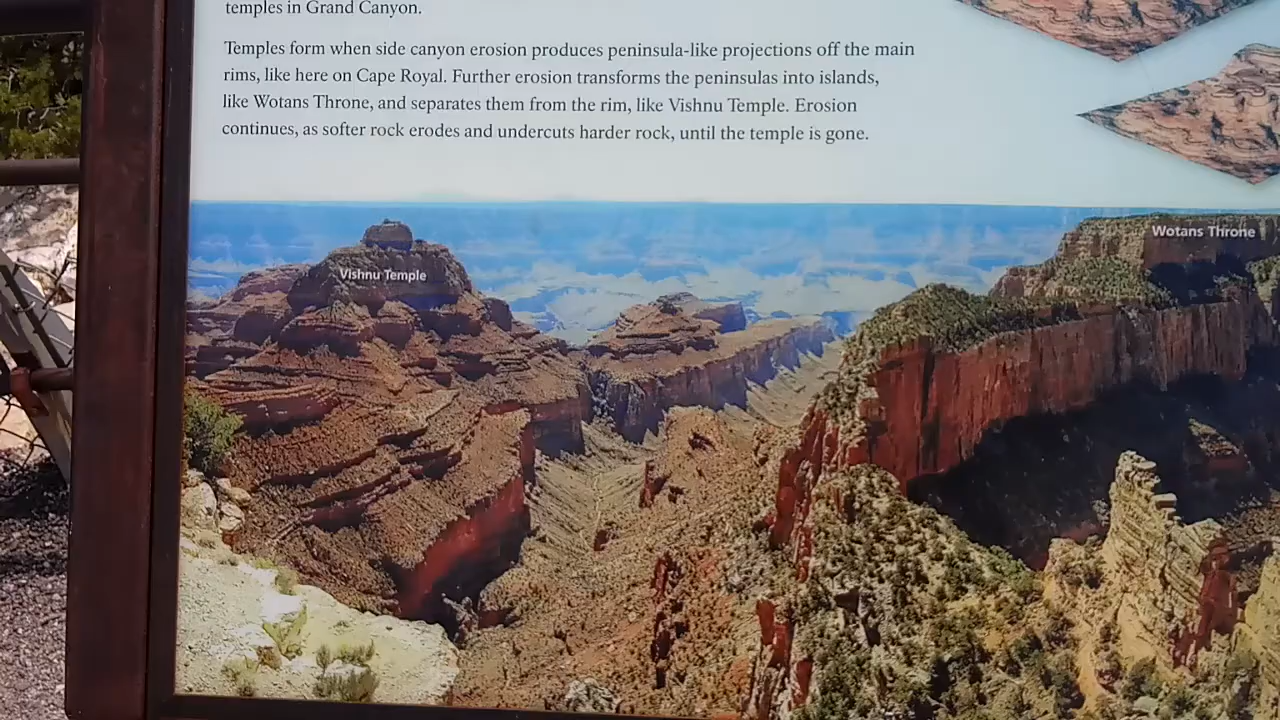 temples in Grand Canyon.
Temples form when side canyon erosion produces peninsula-like projections off the main
rims, like here on Cape Royal. Further erosion transforms the peninsulas into islands,
like Wotans Throne, and separates them from the rim, like Vishnu Temple. Erosion
continues, as softer rock erodes and undercuts harder rock, until the temple is gone.
Wotans Throne
Vishnu Temple